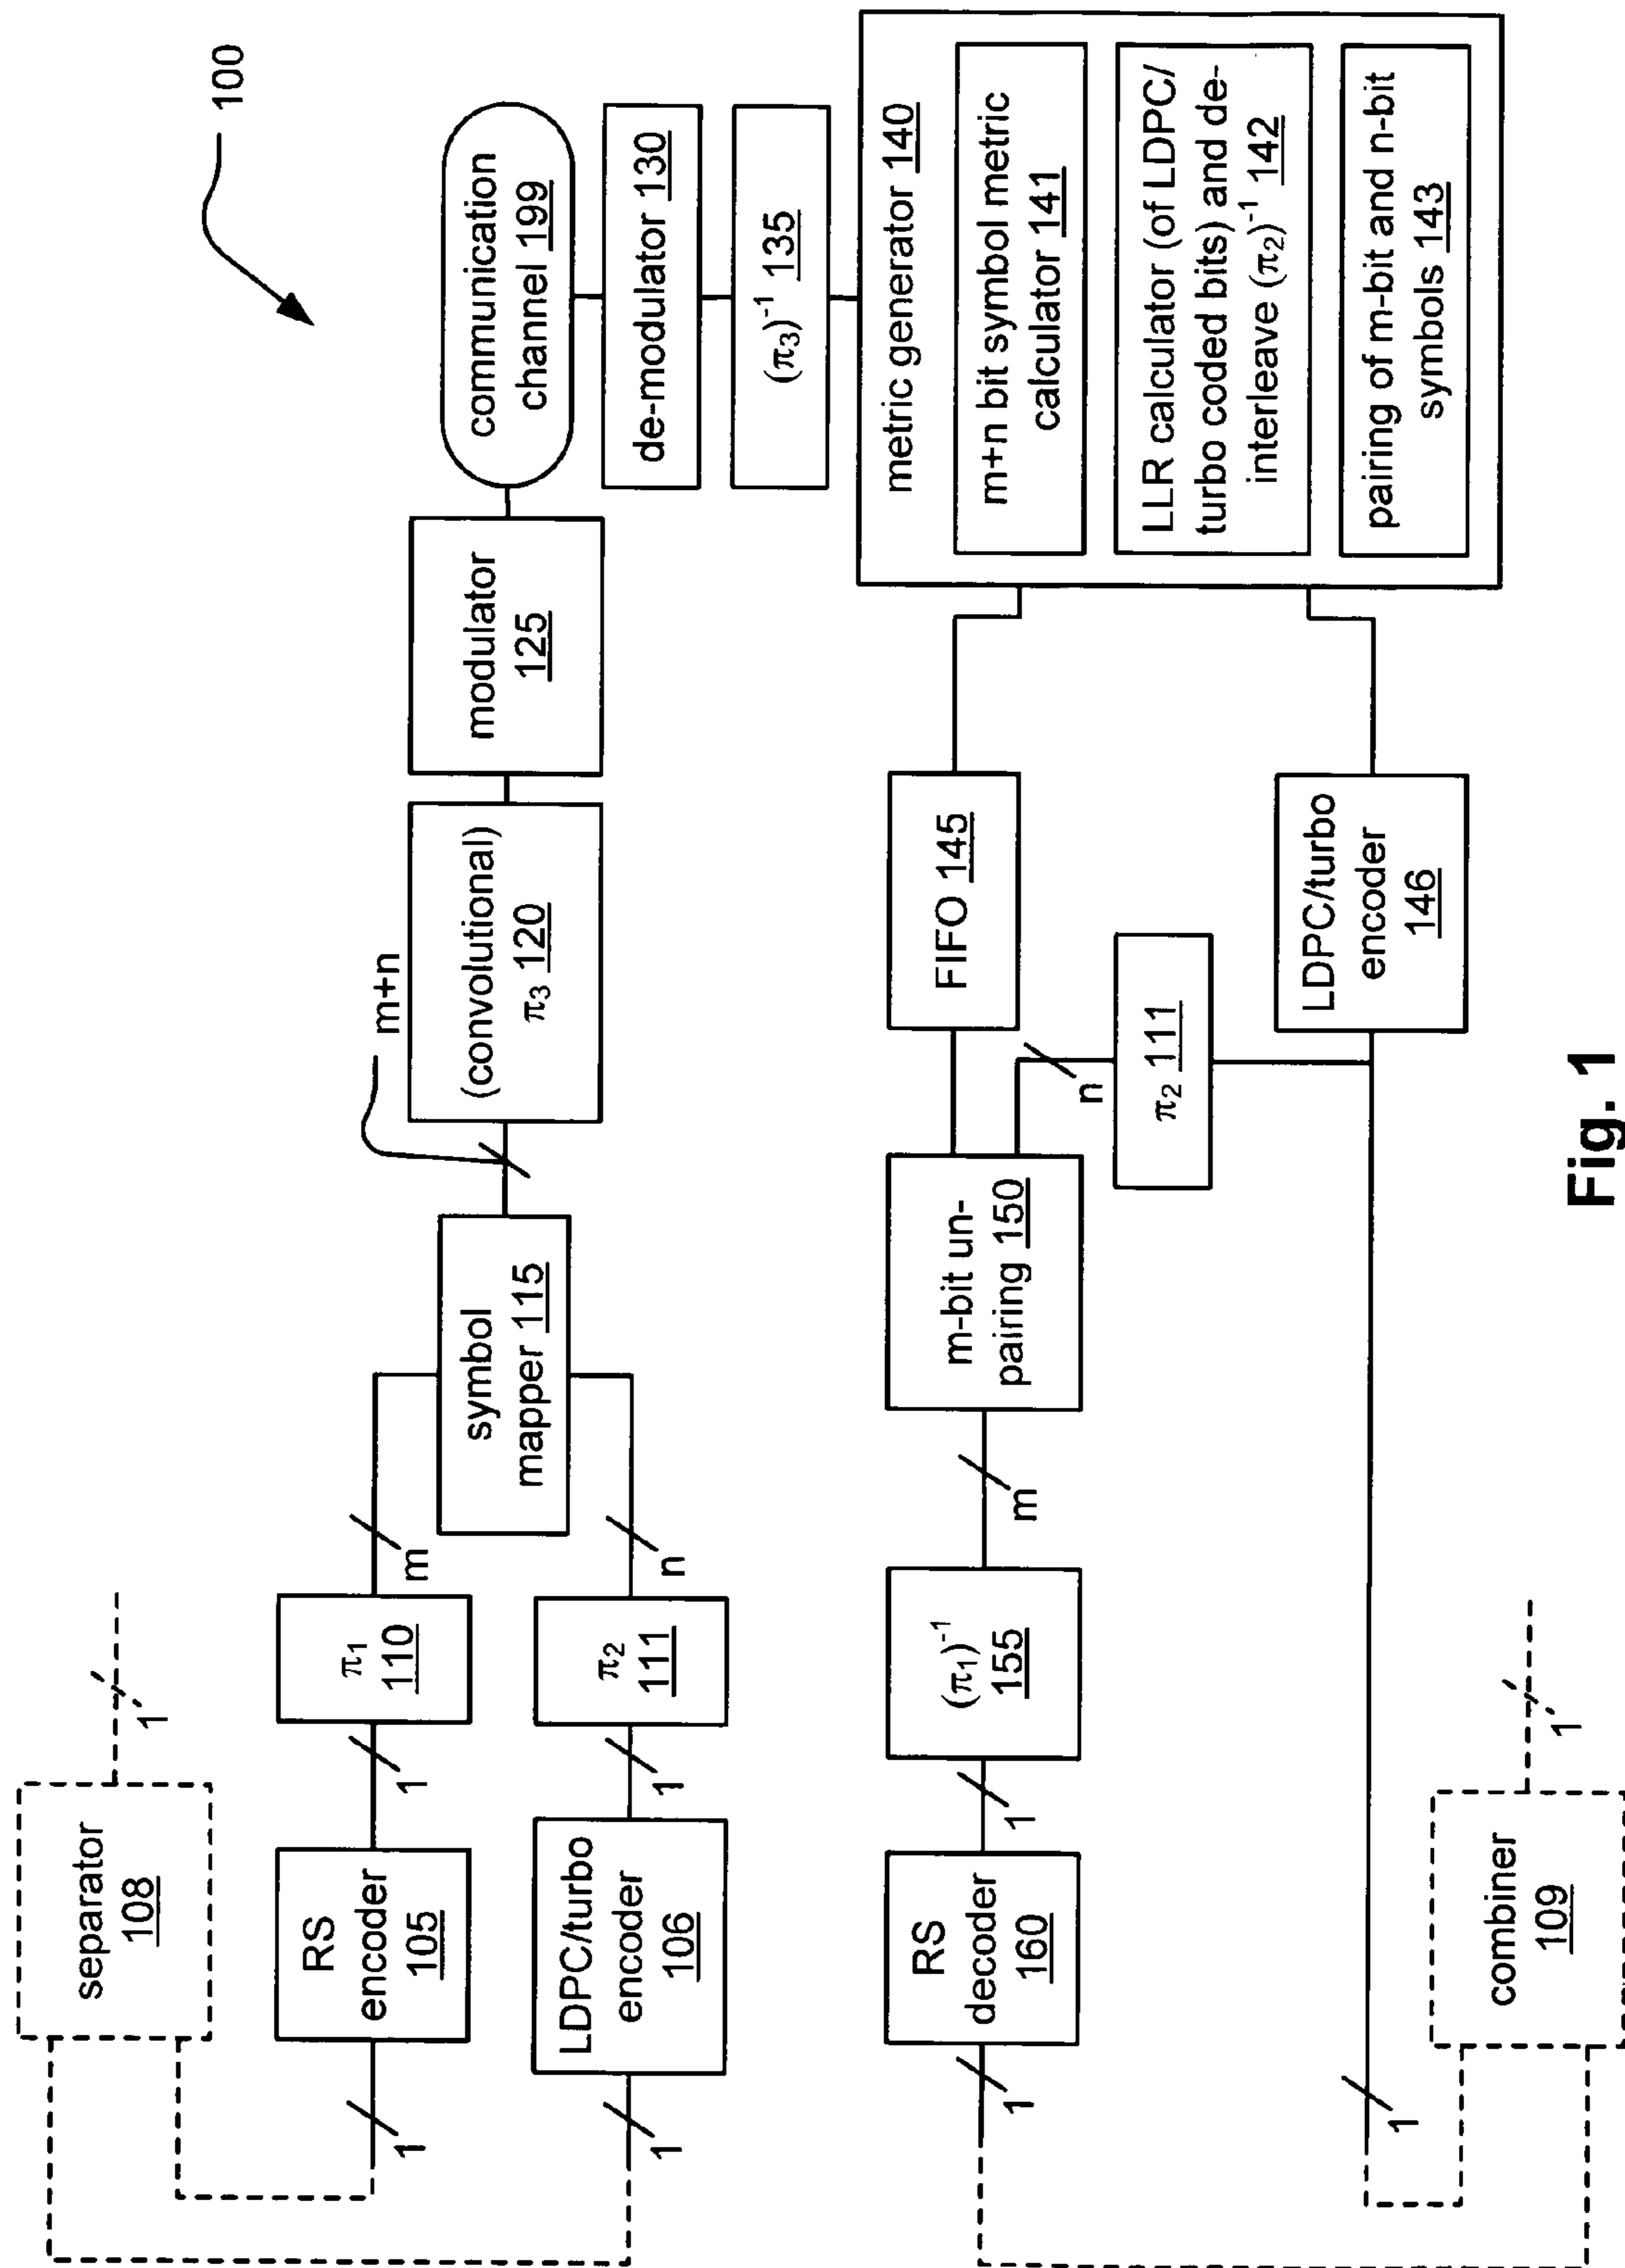 100
separator
108
1'
RS
encoder
105
1
1
π1
110
m
LDPC/turbo
encoder
106
1
1
π2
111
n
symbol
mapper 115
m+n
(convolutional)
π3 120
modulator
125
communication
channel 199
de-modulator 130
(π3)-1 135
metric generator 140
m+n bit symbol metric
calculator 141
LLR calculator (of LDPC/
turbo coded bits) and de-
interleave (π2)-1 142
pairing of m-bit and n-bit
symbols 143
FIFO 145
LDPC/turbo
encoder
146
π2 111
n
m-bit un-
pairing 150
m
(π1)-1
155
1
RS
decoder
160
1
1
combiner
109
1'
Fig. 1